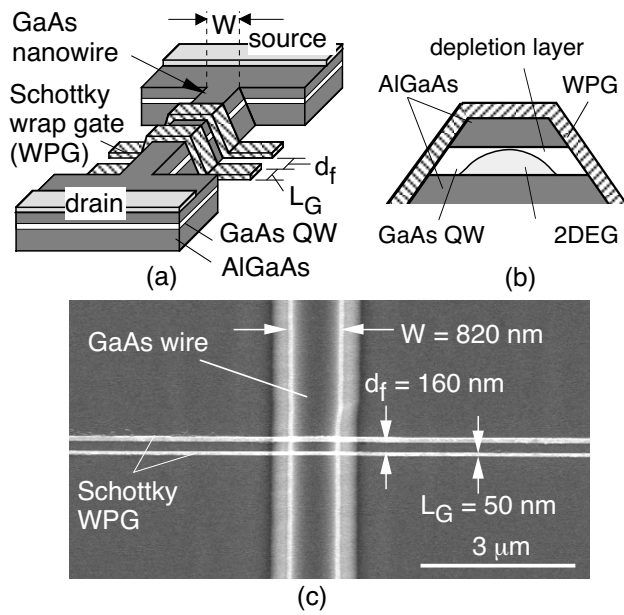 GaAs
nanowire
W
source
Schottky
wrap gate
(WPG)
d_f
L_G
drain
GaAs QW
AlGaAs
(a)
depletion layer
AlGaAs
WPG
GaAs QW
2DEG
(b)
GaAs wire
W = 820 nm
d_f = 160 nm
Schottky
WPG
L_G = 50 nm
3 μm
(c)